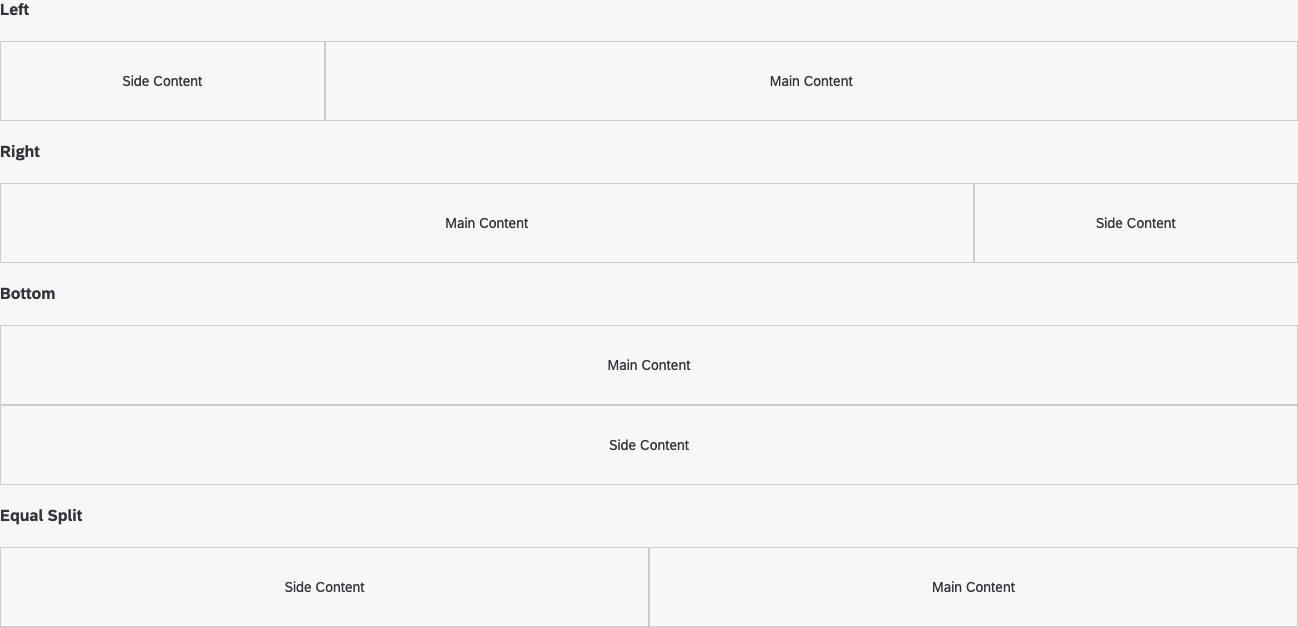 Left
Side Content Main Content
Right
Main Content Side Content
Bottom
Main Content
Side Content
Equal Split
Side Content Main Content